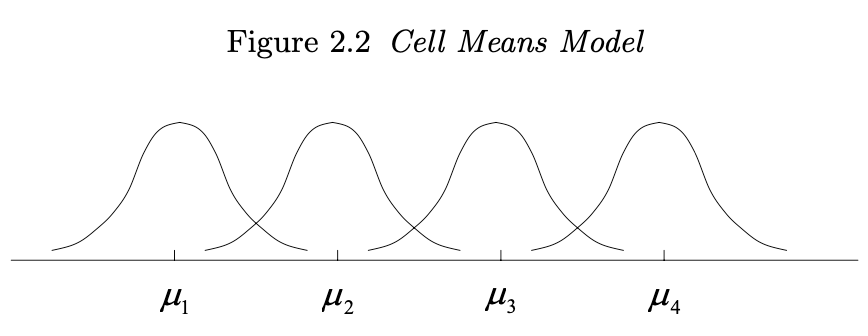 Figure 2.2 Cell Means Model
μ₁ μ₂ μ₃ μ₄